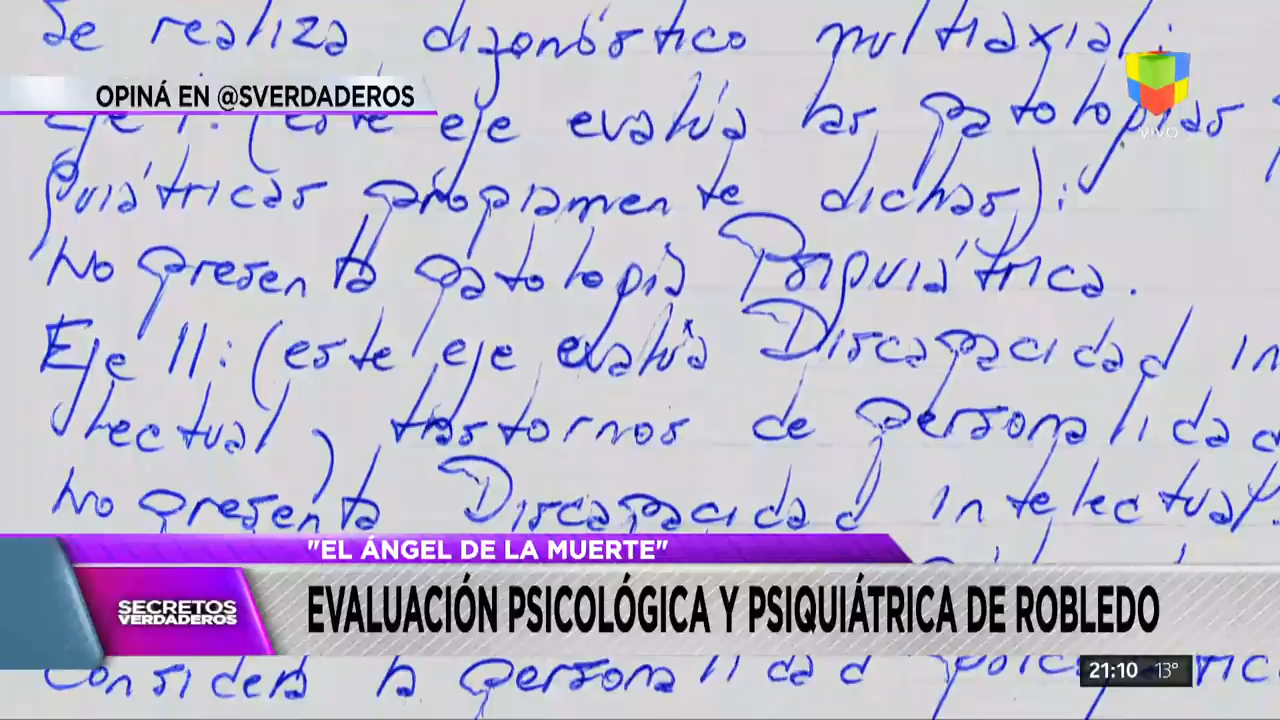 Se realiza diagnóstico multiaxial:
OPINÁ EN @SVERDADEROS
VIVO
Eje I: (este eje evalúa las patologías
psiquiátricas propiamente dichas):
No presenta patología Psiquiátrica.
Eje II: (este eje evalúa Discapacidad in
telectual, trastornos de personalidad
No presenta Discapacidad intelectual.
"EL ÁNGEL DE LA MUERTE"
SECRETOS
VERDADEROS
EVALUACIÓN PSICOLÓGICA Y PSIQUIÁTRICA DE ROBLEDO
considera la personalidad
21:10 13°